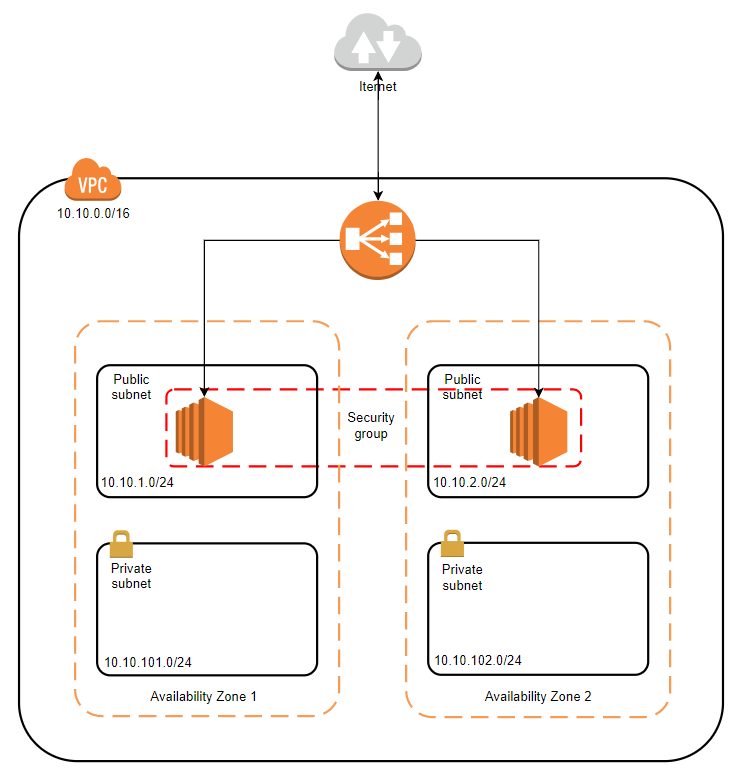 Iternet
VPC
10.10.0.0/16
Public
subnet
10.10.1.0/24
Security
group
Public
subnet
10.10.2.0/24
Private
subnet
10.10.101.0/24
Private
subnet
10.10.102.0/24
Availability Zone 1
Availability Zone 2